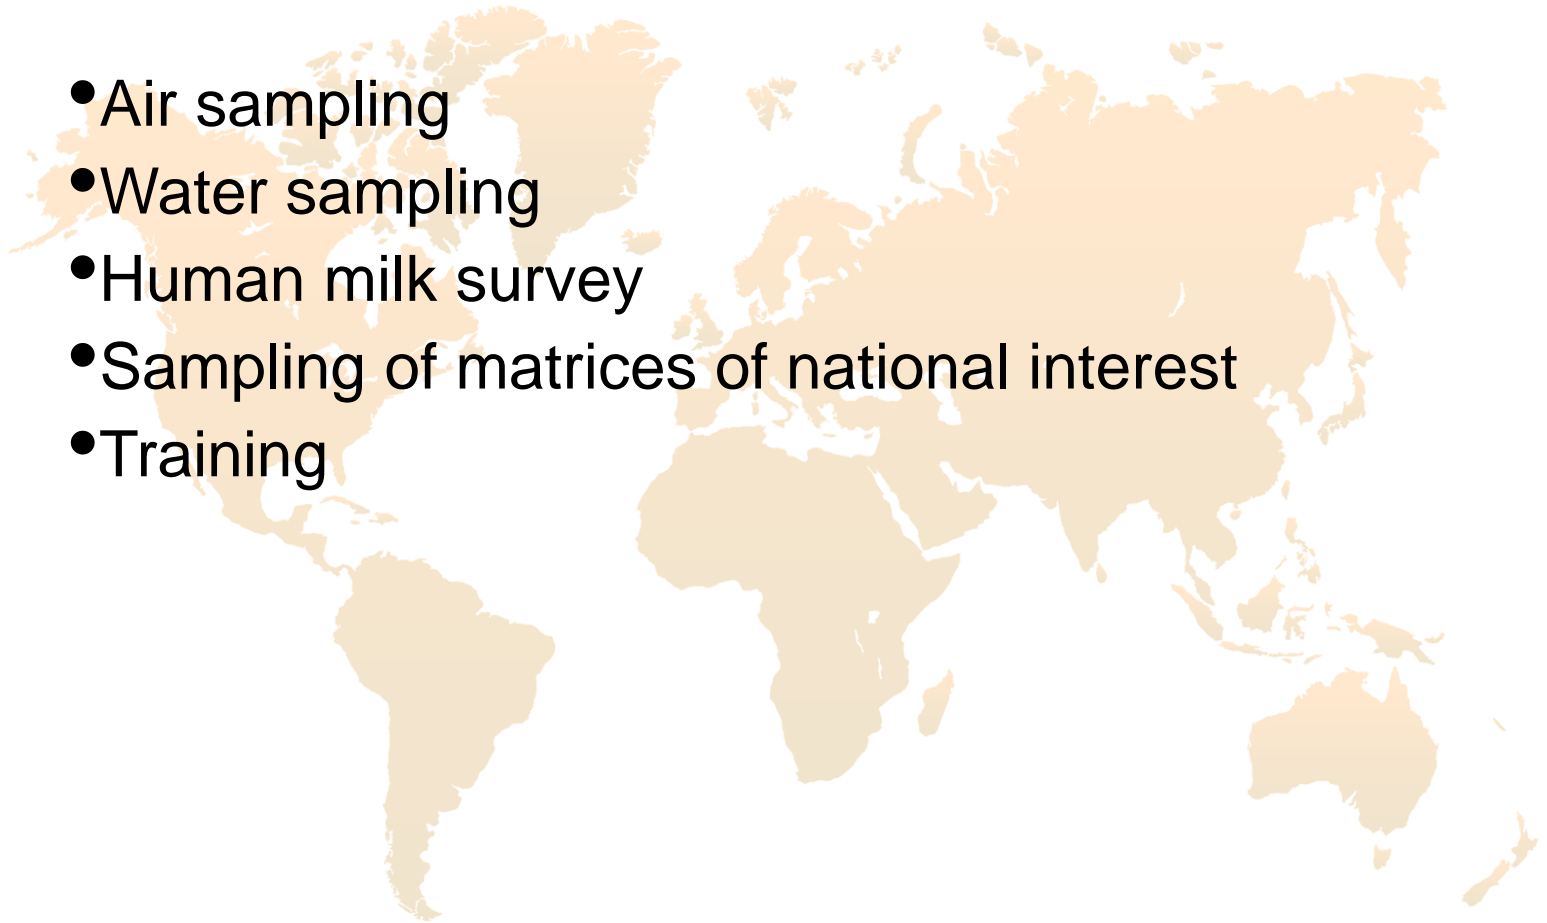 •Air sampling
•Water sampling
•Human milk survey
•Sampling of matrices of national interest
•Training